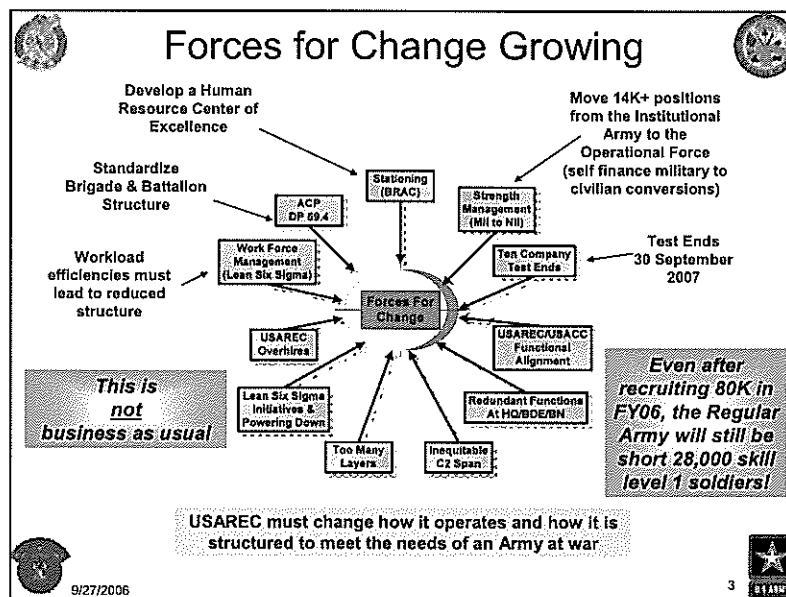 Forces for Change Growing
Develop a Human
Resource Center of
Excellence
Move 14K+ positions
from the Institutional
Army to the
Operational Force
(self finance military to
civilian conversions)
Standardize
Brigade & Battalion
Structure
Stationing
(BRAC)
Strength
Management
(Mil to Nil)
ACP
DP 59.4
Workload
efficiencies must
lead to reduced
structure
Work Force
Management
(Lean Six Sigma)
Ten Company
Test Ends
Test Ends
30 September
2007
Forces For
Change
USAREC
Overhires
USAREC/USACC
Functional
Alignment
This is
not
business as usual
Lean Six Sigma
Initiatives &
Powering Down
Redundant Functions
At HQ/BDE/BN
Too Many
Layers
Inequitable
C2 Span
Even after
recruiting 80K in
FY06, the Regular
Army will still be
short 28,000 skill
level 1 soldiers!
USAREC must change how it operates and how it is
structured to meet the needs of an Army at war
9/27/2006
3
U.S. ARMY